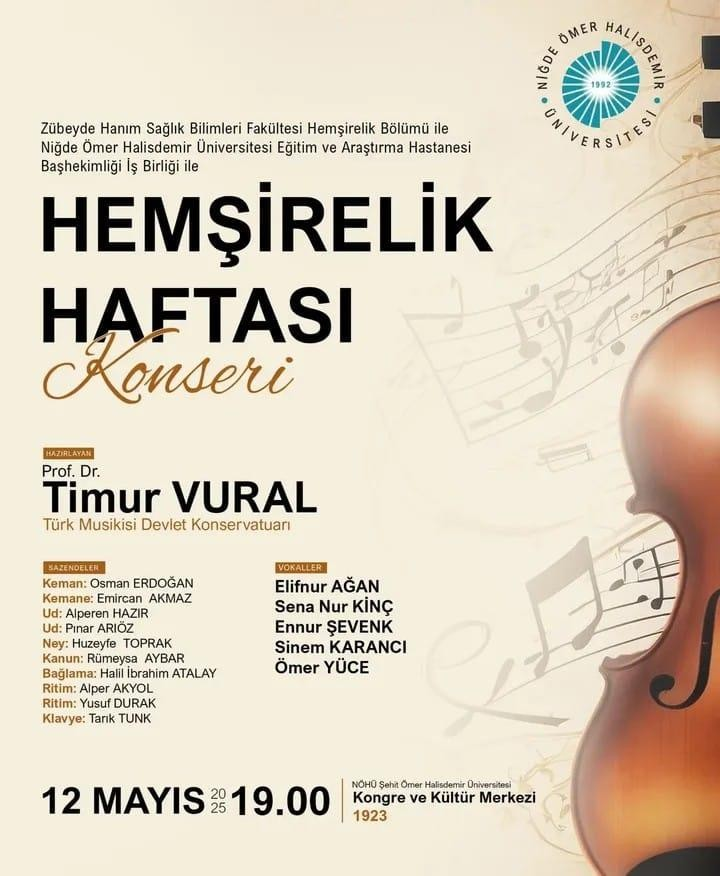 NİĞDE ÖMER HALİSDEMİR
ÜNİVERSİTESİ
1992
Zübeyde Hanım Sağlık Bilimleri Fakültesi Hemşirelik Bölümü ile
Niğde Ömer Halisdemir Üniversitesi Eğitim ve Araştırma Hastanesi
Başhekimliği İş Birliği ile
HEMŞİRELİK
HAFTASI
Konseri
HAZIRLAYAN
Prof. Dr.
Timur VURAL
Türk Musikisi Devlet Konservatuarı
SAZENDELER
Keman: Osman ERDOĞAN
Kemane: Emircan AKMAZ
Ud: Alperen HAZIR
Ud: Pınar ARIÖZ
Ney: Huzeyfe TOPRAK
Kanun: Rümeysa AYBAR
Bağlama: Halil İbrahim ATALAY
Ritim: Alper AKYOL
Ritim: Yusuf DURAK
Klavye: Tarık TUNK
VOKALLER
Elifnur AĞAN
Sena Nur KİNÇ
Ennur ŞEVENK
Sinem KARANCI
Ömer YÜCE
12 MAYIS 2025 19.00
NÖHÜ Şehit Ömer Halisdemir Üniversitesi
Kongre ve Kültür Merkezi
1923